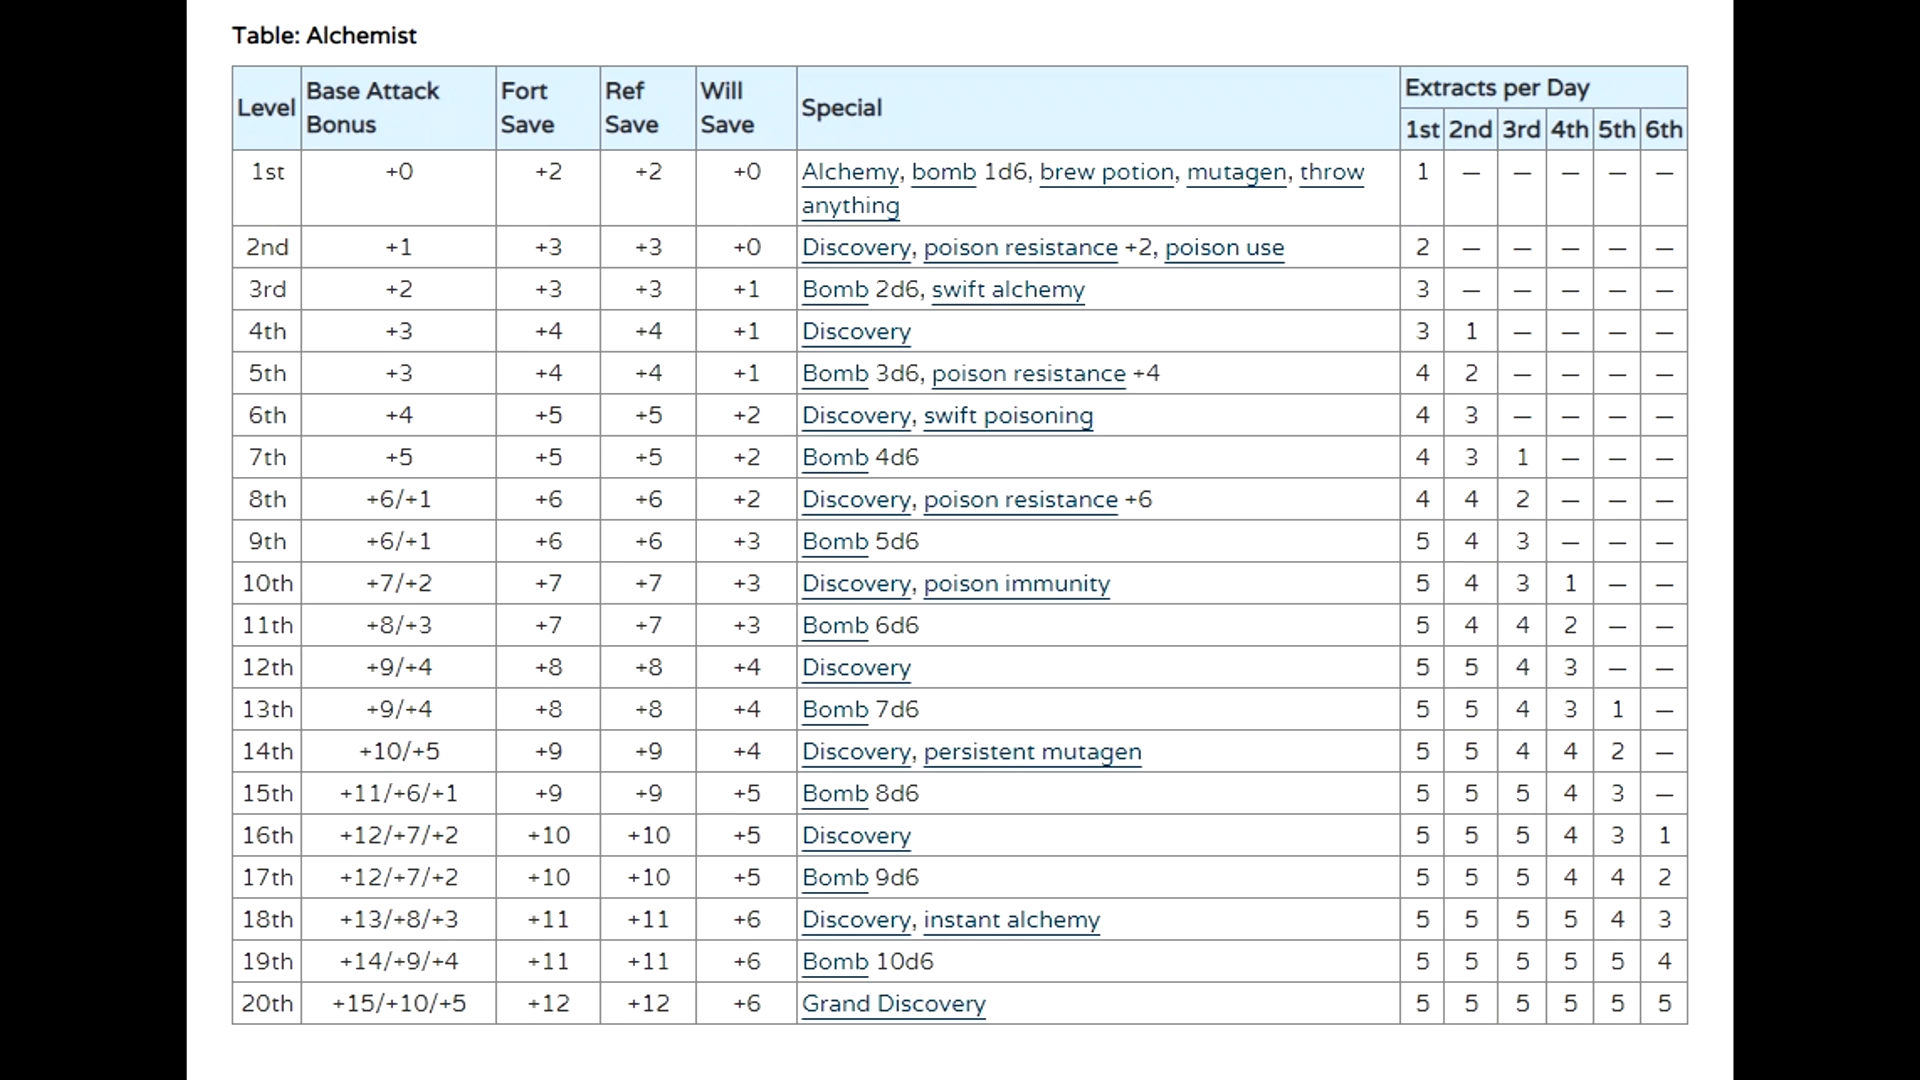 Table: Alchemist
Level Base Attack Bonus Fort Save Ref Save Will Save Special Extracts per Day
1st 2nd 3rd 4th 5th 6th
1st +0 +2 +2 +0 Alchemy, bomb 1d6, brew potion, mutagen, throw anything 1 — — — — —
2nd +1 +3 +3 +0 Discovery, poison resistance +2, poison use 2 — — — — —
3rd +2 +3 +3 +1 Bomb 2d6, swift alchemy 3 — — — — —
4th +3 +4 +4 +1 Discovery 3 1 — — — —
5th +3 +4 +4 +1 Bomb 3d6, poison resistance +4 4 2 — — — —
6th +4 +5 +5 +2 Discovery, swift poisoning 4 3 — — — —
7th +5 +5 +5 +2 Bomb 4d6 4 3 1 — — —
8th +6/+1 +6 +6 +2 Discovery, poison resistance +6 4 4 2 — — —
9th +6/+1 +6 +6 +3 Bomb 5d6 5 4 3 — — —
10th +7/+2 +7 +7 +3 Discovery, poison immunity 5 4 3 1 — —
11th +8/+3 +7 +7 +3 Bomb 6d6 5 4 4 2 — —
12th +9/+4 +8 +8 +4 Discovery 5 5 4 3 — —
13th +9/+4 +8 +8 +4 Bomb 7d6 5 5 4 3 1 —
14th +10/+5 +9 +9 +4 Discovery, persistent mutagen 5 5 4 4 2 —
15th +11/+6/+1 +9 +9 +5 Bomb 8d6 5 5 5 4 3 —
16th +12/+7/+2 +10 +10 +5 Discovery 5 5 5 4 3 1
17th +12/+7/+2 +10 +10 +5 Bomb 9d6 5 5 5 4 4 2
18th +13/+8/+3 +11 +11 +6 Discovery, instant alchemy 5 5 5 5 4 3
19th +14/+9/+4 +11 +11 +6 Bomb 10d6 5 5 5 5 5 4
20th +15/+10/+5 +12 +12 +6 Grand Discovery 5 5 5 5 5 5